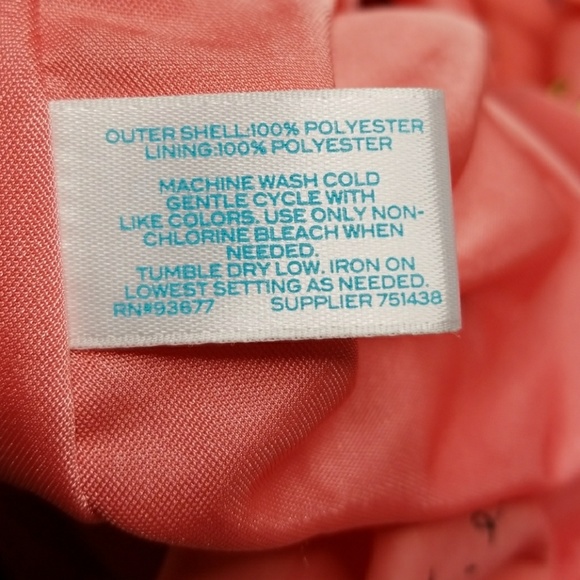 OUTER SHELL:100% POLYESTER
LINING:100% POLYESTER
MACHINE WASH COLD
GENTLE CYCLE WITH
LIKE COLORS. USE ONLY NON-
CHLORINE BLEACH WHEN
NEEDED.
TUMBLE DRY LOW. IRON ON
LOWEST SETTING AS NEEDED.
RN#93677 SUPPLIER 751438